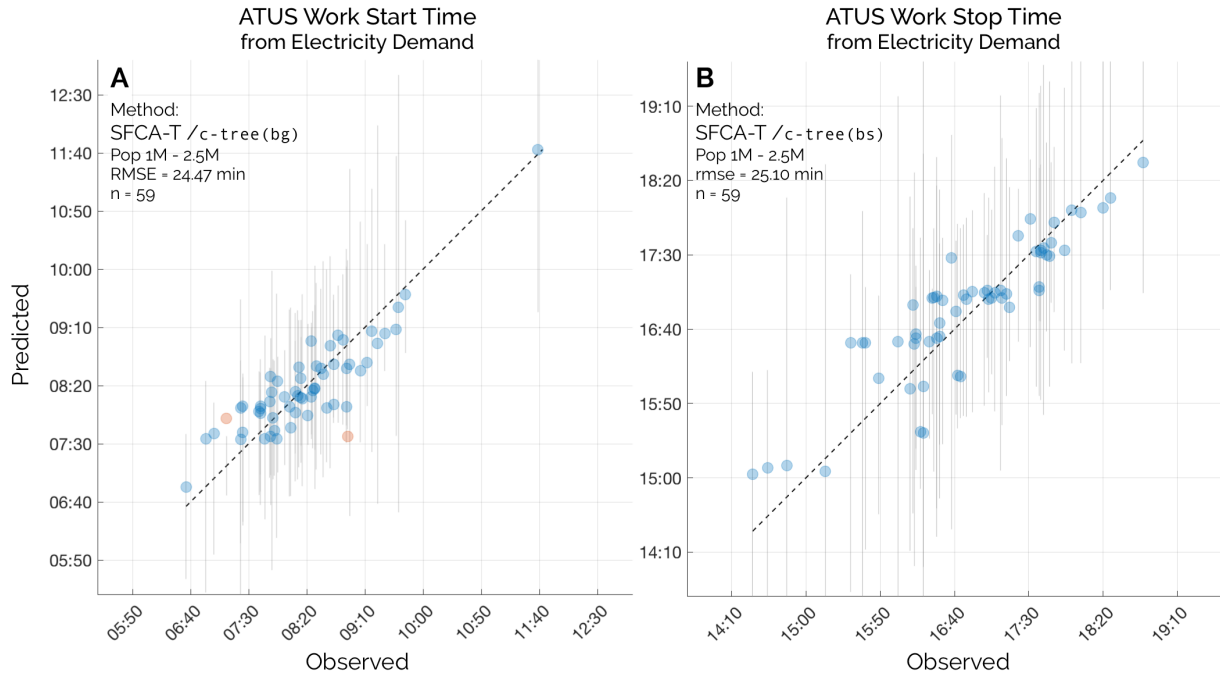 ATUS Work Start Time
from Electricity Demand
A
Method:
SFCA-T /c-tree(bg)
Pop 1M - 2.5M
RMSE = 24.47 min
n = 59
12:30
11:40
10:50
10:00
09:10
08:20
07:30
06:40
05:50
Predicted
05:50
06:40
07:30
08:20
09:10
10:00
10:50
11:40
12:30
Observed
ATUS Work Stop Time
from Electricity Demand
B
Method:
SFCA-T /c-tree(bs)
Pop 1M - 2.5M
rmse = 25.10 min
n = 59
19:10
18:20
17:30
16:40
15:50
15:00
14:10
14:10
15:00
15:50
16:40
17:30
18:20
19:10
Observed